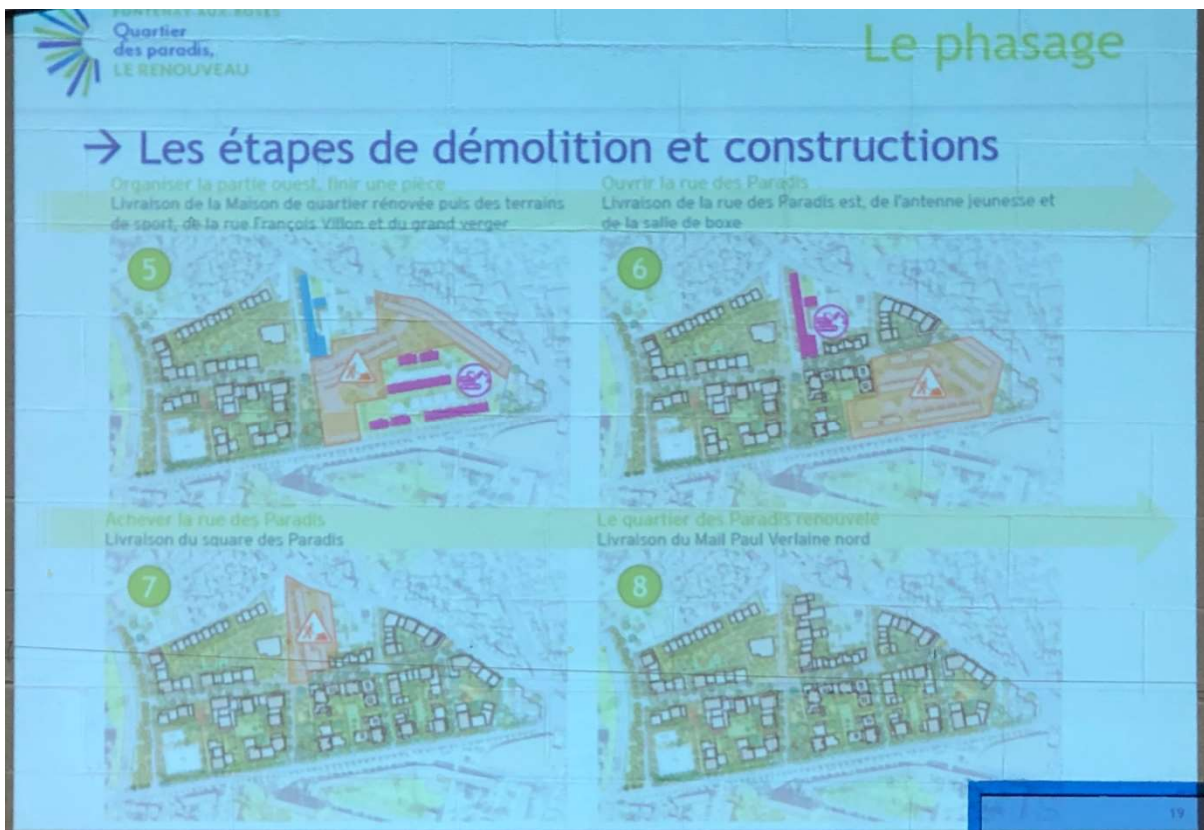 FONTENAY-AUX-ROSES
Quartier
des paradis,
LE RENOUVEAU
Le phasage
→ Les étapes de démolition et constructions
Organiser la partie ouest, finir une pièce
Livraison de la Maison de quartier rénovée puis des terrains
de sport, de la rue François Villon et du grand verger
Ouvrir la rue des Paradis
Livraison de la rue des Paradis est, de l'antenne jeunesse et
de la salle de boxe
5
6
Achever la rue des Paradis
Livraison du square des Paradis
Le quartier des Paradis renouvelé
Livraison du Mail Paul Verlaine nord
7
8
19